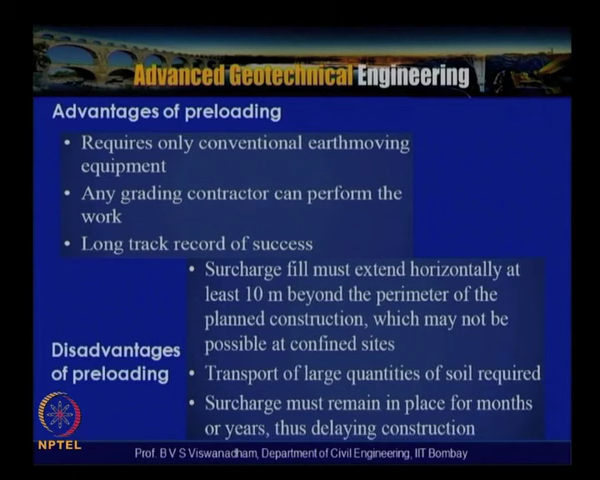 Advanced Geotechnical Engineering
Advantages of preloading
• Requires only conventional earthmoving
equipment
• Any grading contractor can perform the
work
• Long track record of success
Disadvantages
of preloading
• Surcharge fill must extend horizontally at
least 10 m beyond the perimeter of the
planned construction, which may not be
possible at confined sites
• Transport of large quantities of soil required
• Surcharge must remain in place for months
or years, thus delaying construction
NPTEL
Prof. B V S Viswanadham, Department of Civil Engineering, IIT Bombay